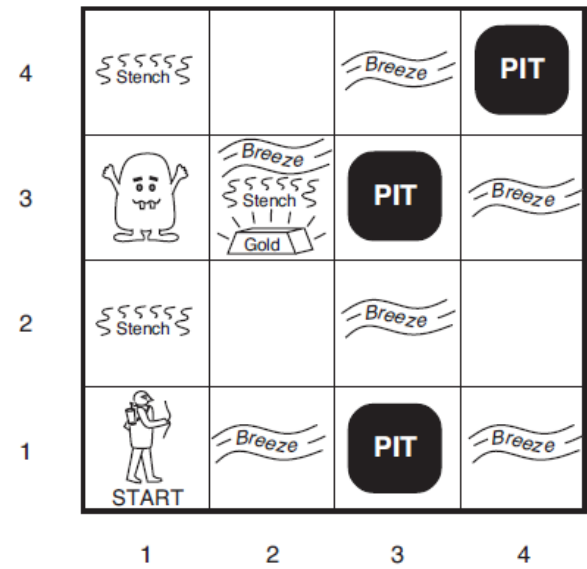 4
Stench
Breeze
PIT
3
Breeze
Stench
Gold
PIT
Breeze
2
Stench
Breeze
1
START
Breeze
PIT
Breeze
1 2 3 4